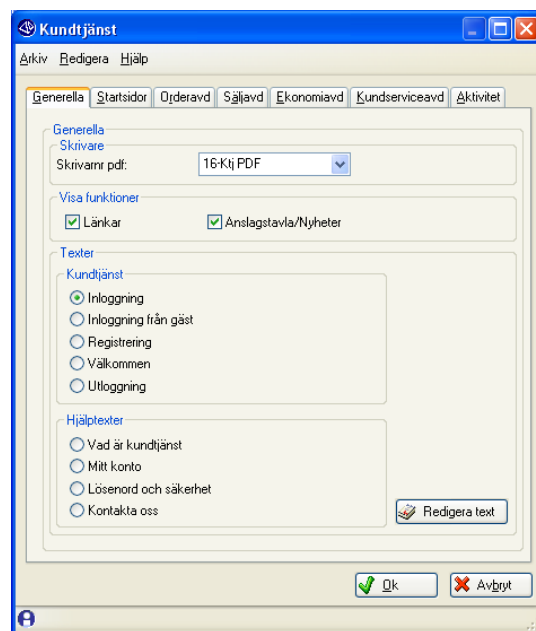 Kundtjänst
Arkiv Redigera Hjälp
Generella Startsidor Orderavd Säljavd Ekonomiavd Kundserviceavd Aktivitet
Generella
Skrivare
Skrivarnr pdf: 16-Ktj PDF
Visa funktioner
Länkar Anslagstavla/Nyheter
Texter
Kundtjänst
Inloggning
Inloggning från gäst
Registrering
Välkommen
Utloggning
Hjälptexter
Vad är kundtjänst
Mitt konto
Lösenord och säkerhet
Kontakta oss
Redigera text
Ok Avbryt